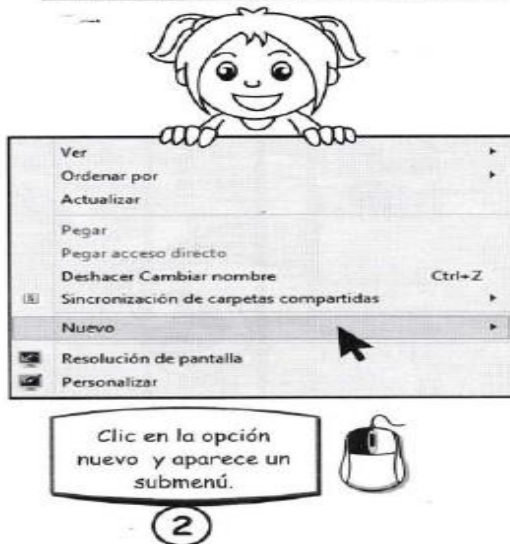 Ver
Ordenar por
Actualizar
Pegar
Pegar acceso directo
Deshacer Cambiar nombre Ctrl+Z
S Sincronización de carpetas compartidas
Nuevo
Resolución de pantalla
Personalizar
Clic en la opción
nuevo y aparece un
submenú.
2